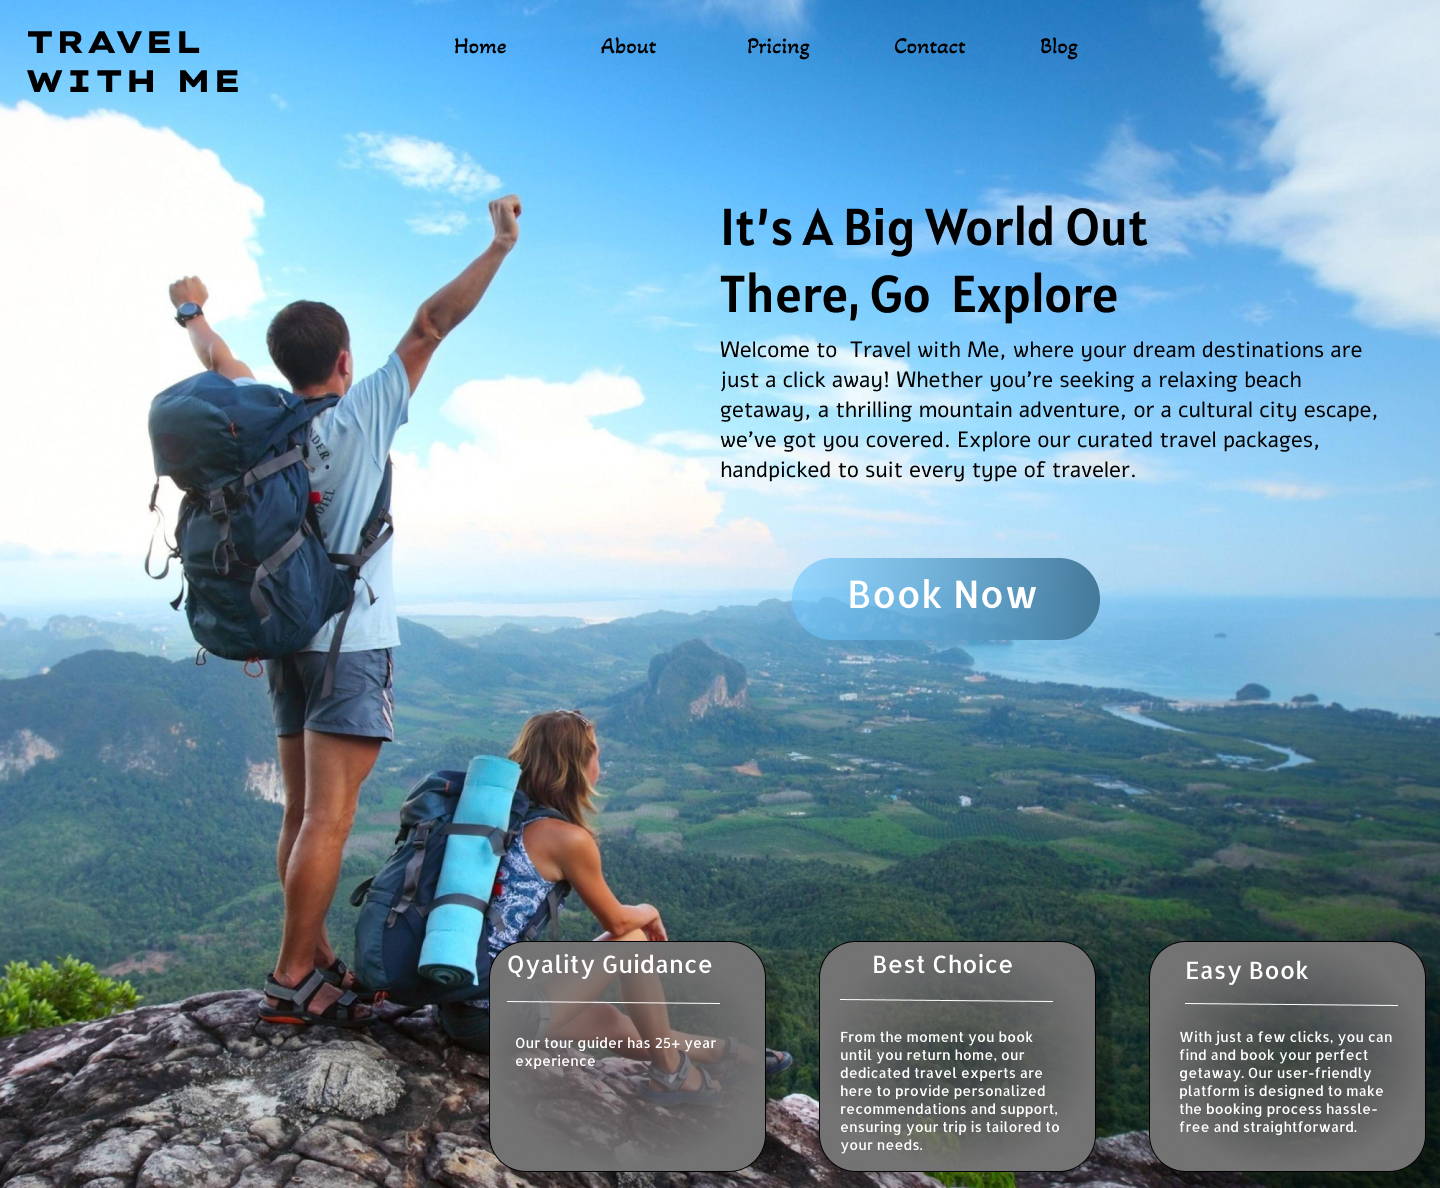 TRAVEL
WITH ME
Home About Pricing Contact Blog
It's A Big World Out
There, Go Explore
Welcome to Travel with Me, where your dream destinations are
just a click away! Whether you're seeking a relaxing beach
getaway, a thrilling mountain adventure, or a cultural city escape,
we've got you covered. Explore our curated travel packages,
handpicked to suit every type of traveler.
Book Now
Qyality Guidance
Our tour guider has 25+ year
experience
Best Choice
From the moment you book
until you return home, our
dedicated travel experts are
here to provide personalized
recommendations and support,
ensuring your trip is tailored to
your needs.
Easy Book
With just a few clicks, you can
find and book your perfect
getaway. Our user-friendly
platform is designed to make
the booking process hassle-
free and straightforward.